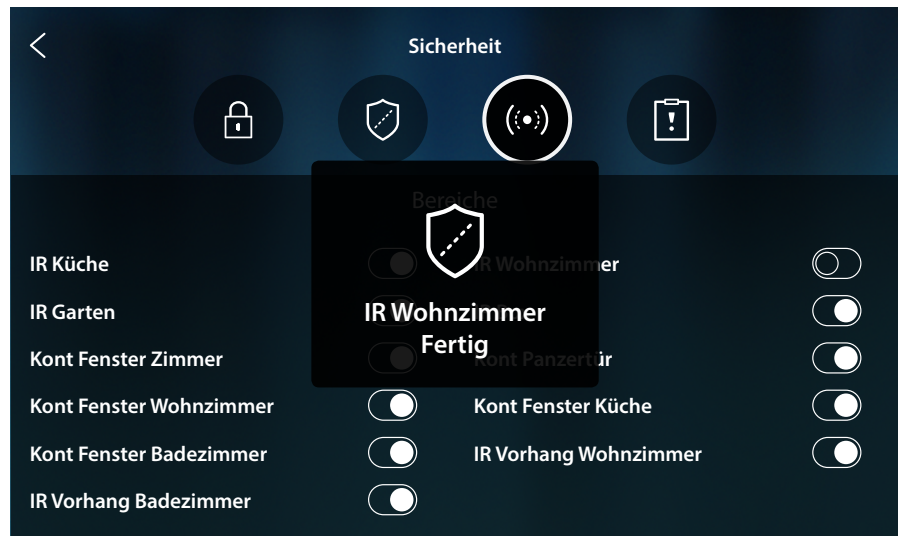 Sicherheit
Bereiche
IR Küche
IR Wohnzimmer
IR Garten
IR Wohnzimmer
Fertig
Kont Fenster Zimmer
Kont Panzertür
Kont Fenster Wohnzimmer
Kont Fenster Küche
Kont Fenster Badezimmer
IR Vorhang Wohnzimmer
IR Vorhang Badezimmer